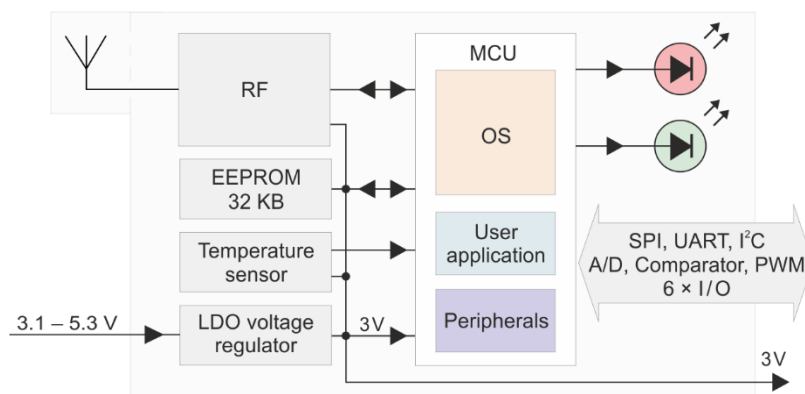 MCU
RF
OS
EEPROM
32 KB
User
application
Temperature
sensor
SPI, UART, I²C
A/D, Comparator, PWM
6 × I/O
3.1 – 5.3 V
LDO voltage
regulator
3V
Peripherals
3V